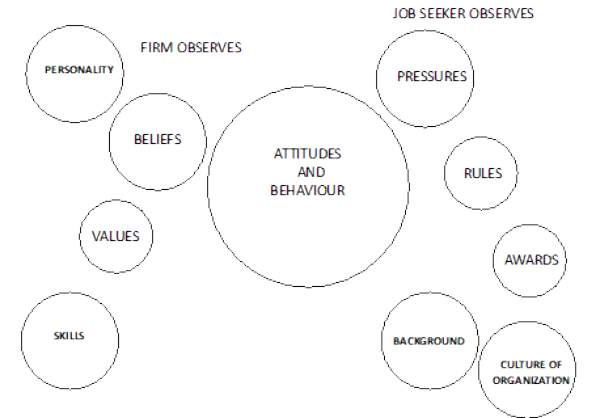 JOB SEEKER OBSERVES
FIRM OBSERVES
PERSONALITY
PRESSURES
BELIEFS
ATTITUDES
AND
BEHAVIOUR
RULES
VALUES
AWARDS
SKILLS
BACKGROUND
CULTURE OF
ORGANIZATION